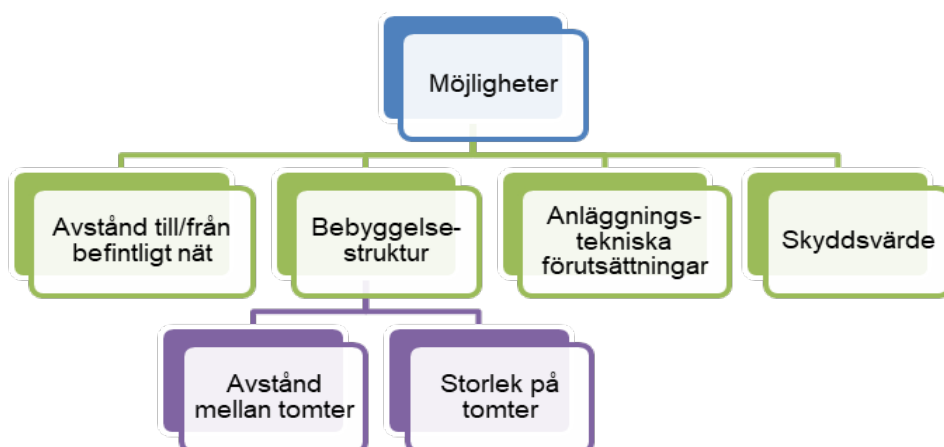 Möjligheter
Avstånd till/från
befintligt nät
Bebyggelse-
struktur
Anläggnings-
tekniska
förutsättningar
Skyddsvärde
Avstånd
mellan tomter
Storlek på
tomter